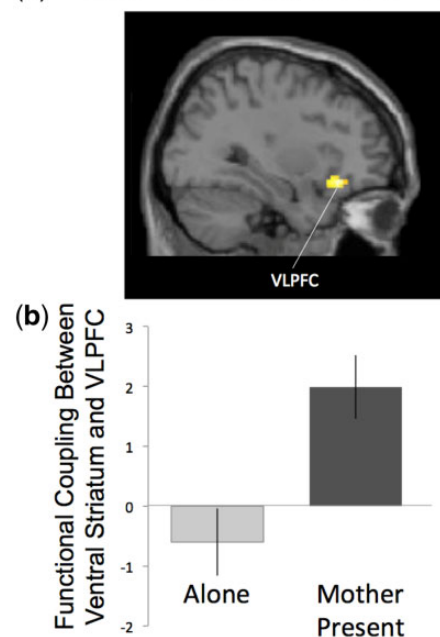 VLPFC
(b)
Functional Coupling Between
Ventral Striatum and VLPFC
3
2
1
0
-1
-2
Alone
Mother
Present